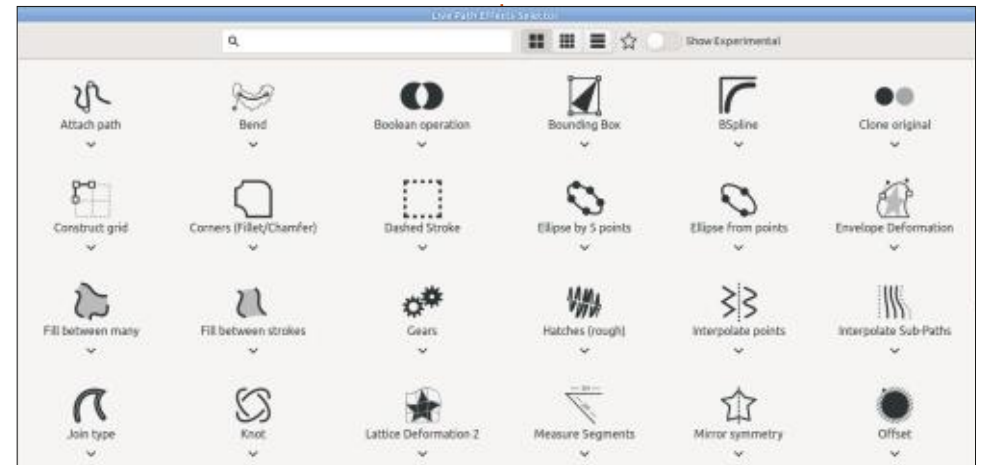 Live Path Effects Selector
Show Experimental
Attach path
Bend
Boolean operation
Bounding Box
BSpline
Clone original
Construct grid
Corners (Fillet/Chamfer)
Dashed Stroke
Ellipse by 5 points
Ellipse from points
Envelope Deformation
Fill between many
Fill between strokes
Gears
Hatches (rough)
Interpolate points
Interpolate Sub-Paths
Join type
Knot
Lattice Deformation 2
Measure Segments
Mirror symmetry
Offset